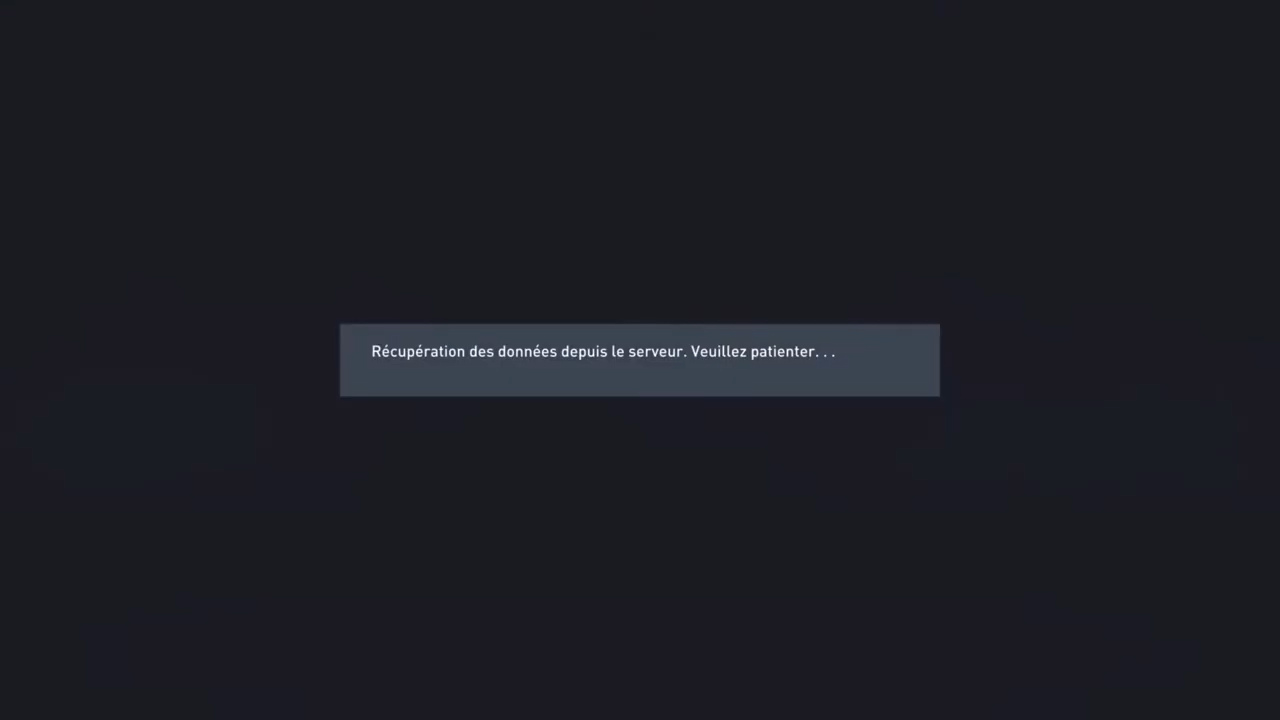 Récupération des données depuis le serveur. Veuillez patienter. . .